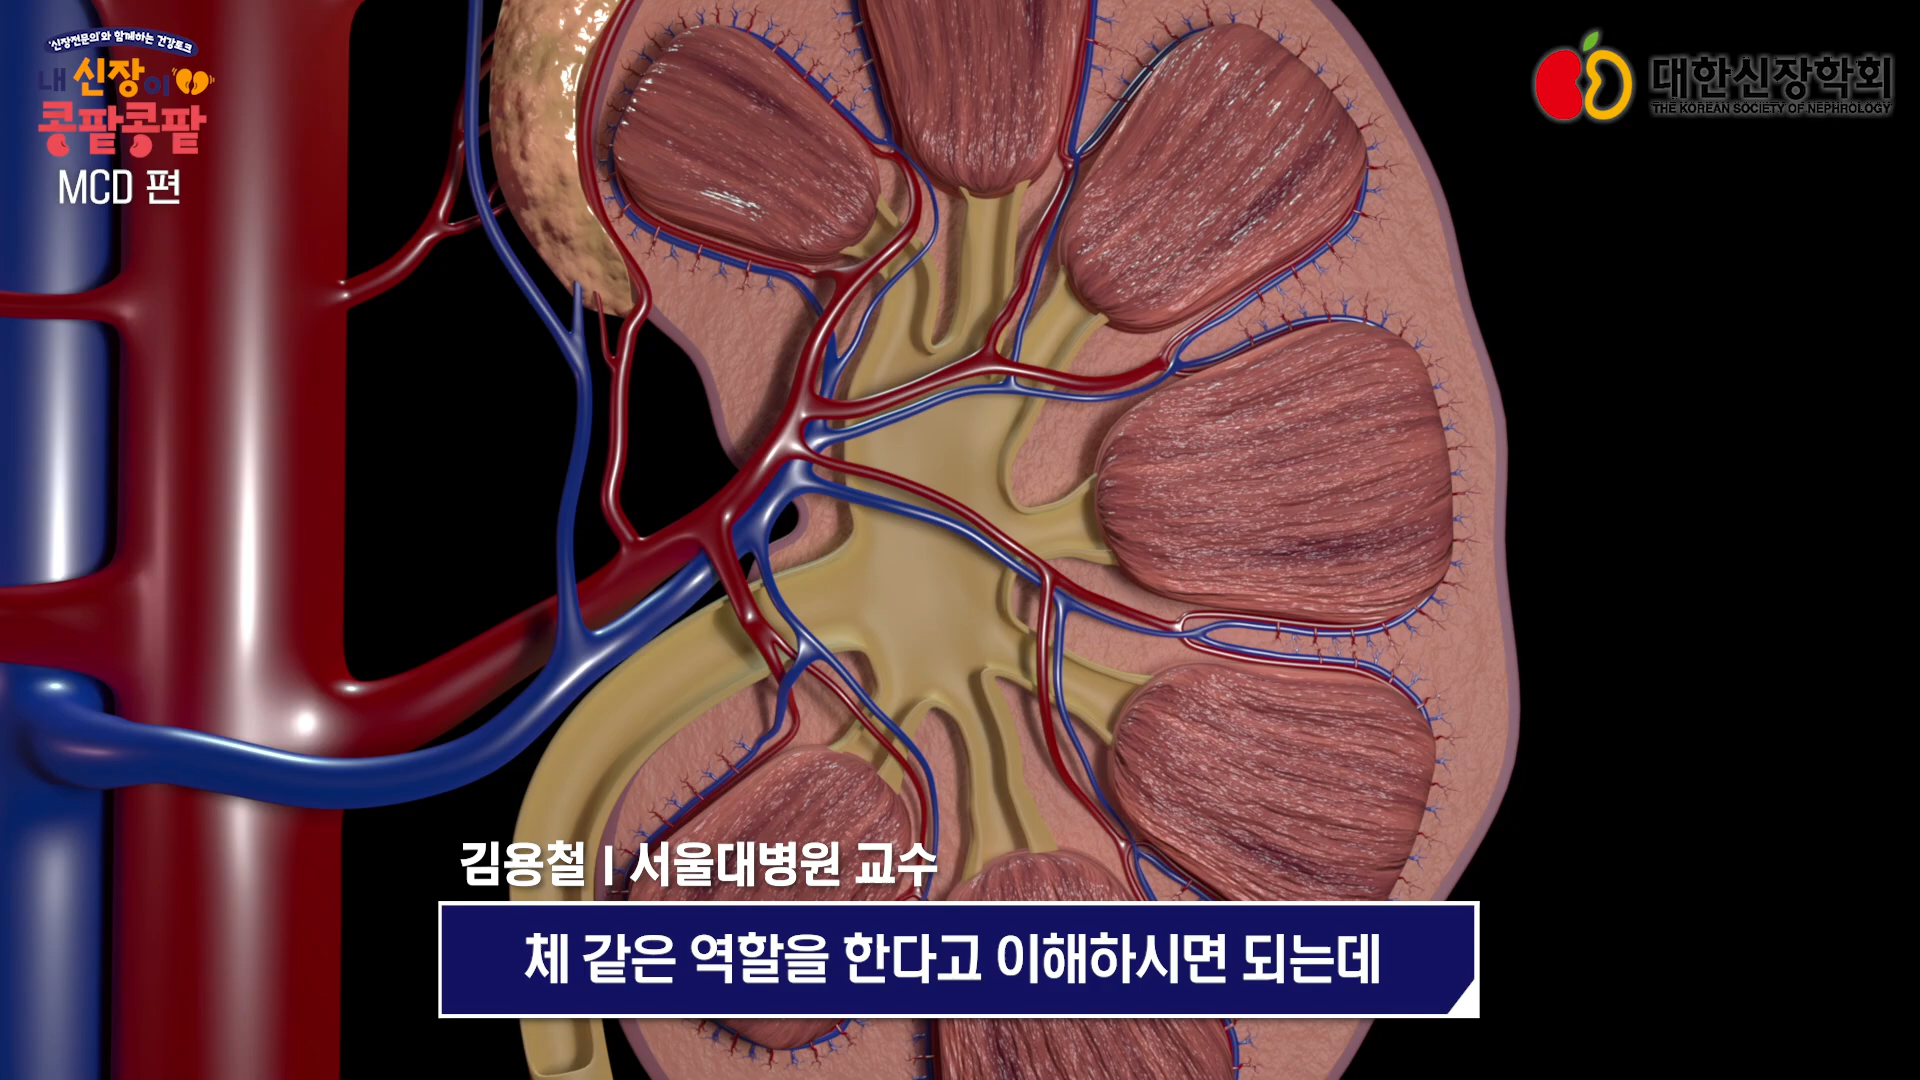 '신장전문의'와 함께하는 건강토크
내 신장이
콩팥콩팥
MCD 편
대한신장학회
THE KOREAN SOCIETY OF NEPHROLOGY
김용철 | 서울대병원 교수
체 같은 역할을 한다고 이해하시면 되는데